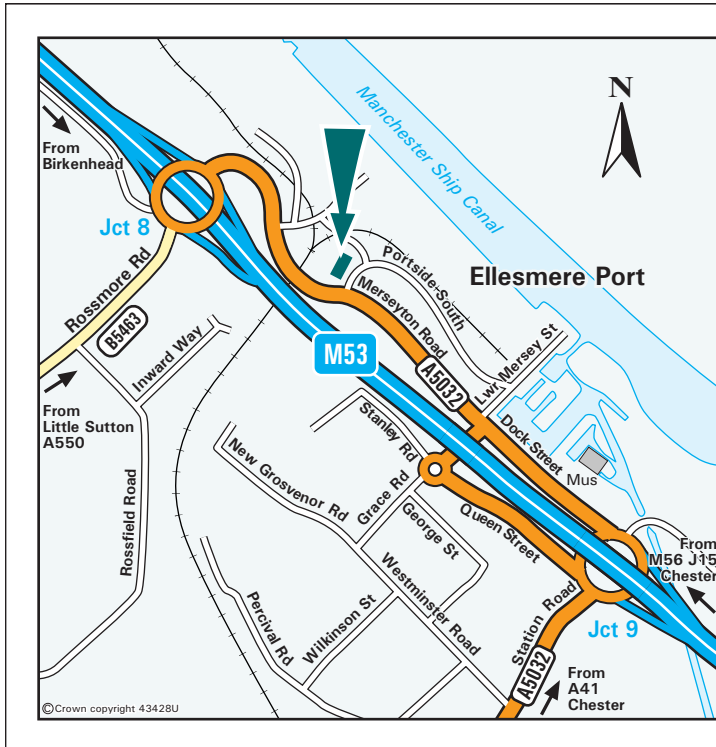 N
Manchester Ship Canal
From
Birkenhead
Jct 8
Rossmore Rd
B5463
Inward Way
Portside-South
Ellesmere Port
Merseyton Road
M53
A5032
Lwr Mersey St
From
Little Sutton
A550
Stanley Rd
Dock Street
Mus
New Grosvenor Rd
Grace Rd
George St
Queen Street
Rossfield Road
From
M56 J15
Chester
Westminster Road
Wilkinson St
Percival Rd
Station Road
Jct 9
A5032
From
A41
Chester
©Crown copyright 43428U